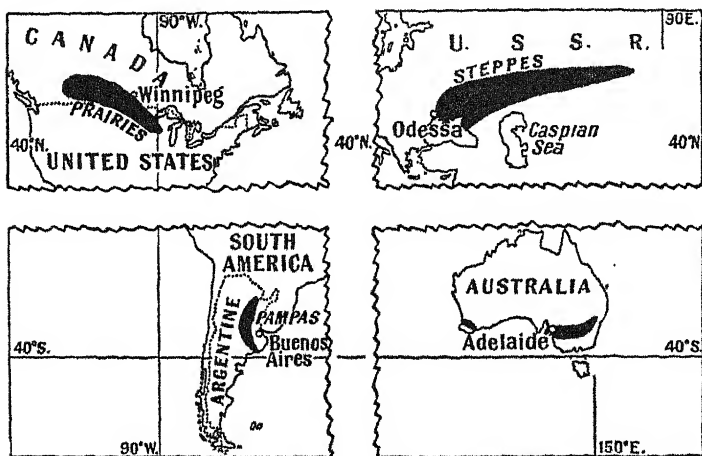 90°W.
CANADA
Winnipeg
PRAIRIES
40°N.
UNITED STATES
90°E.
U. S. S. R.
STEPPES
Odessa
Caspian
Sea
40°N.
40°N
SOUTH
AMERICA
ARGENTINE
PAMPAS
Buenos
Aires
40°S.
90°W.
AUSTRALIA
Adelaide
40°S.
150°E.